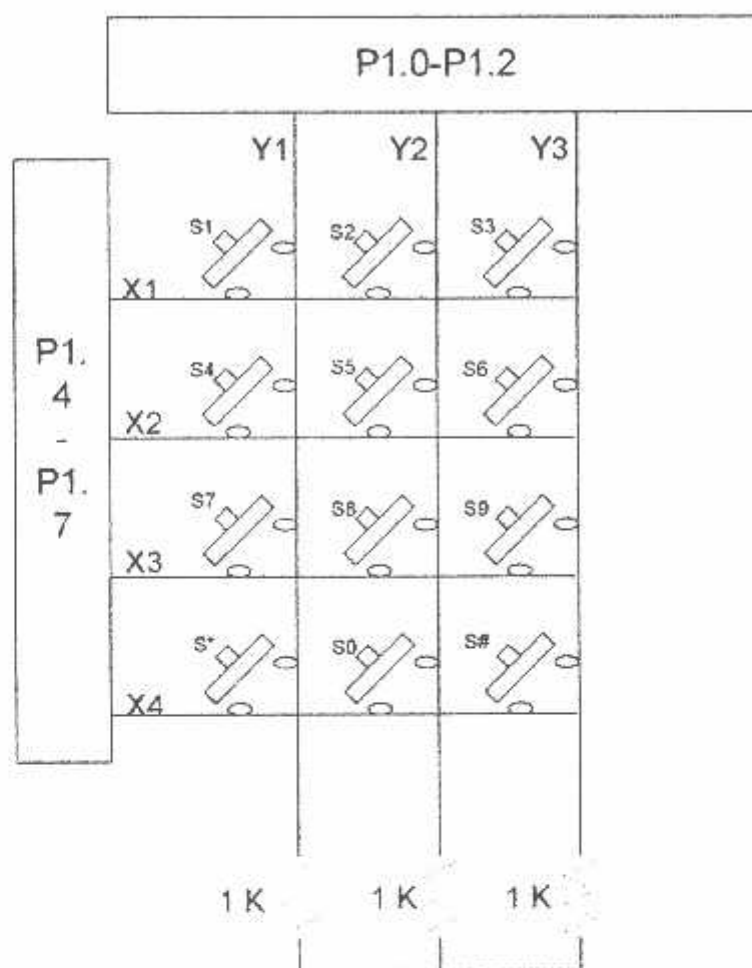 P1.0-P1.2
Y1 Y2 Y3
S1 S2 S3
X1
P1.
4
-
P1.
7
S4 S5 S6
X2
S7 S8 S9
X3
S* S0 S#
X4
1 K 1 K 1 K